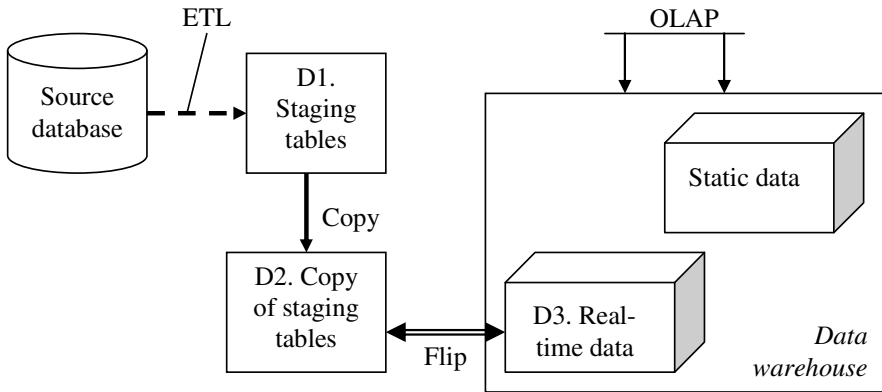 ETL
OLAP
Source
database
D1.
Staging
tables
Static data
Copy
D2. Copy
of staging
tables
Flip
D3. Real-
time data
Data
warehouse